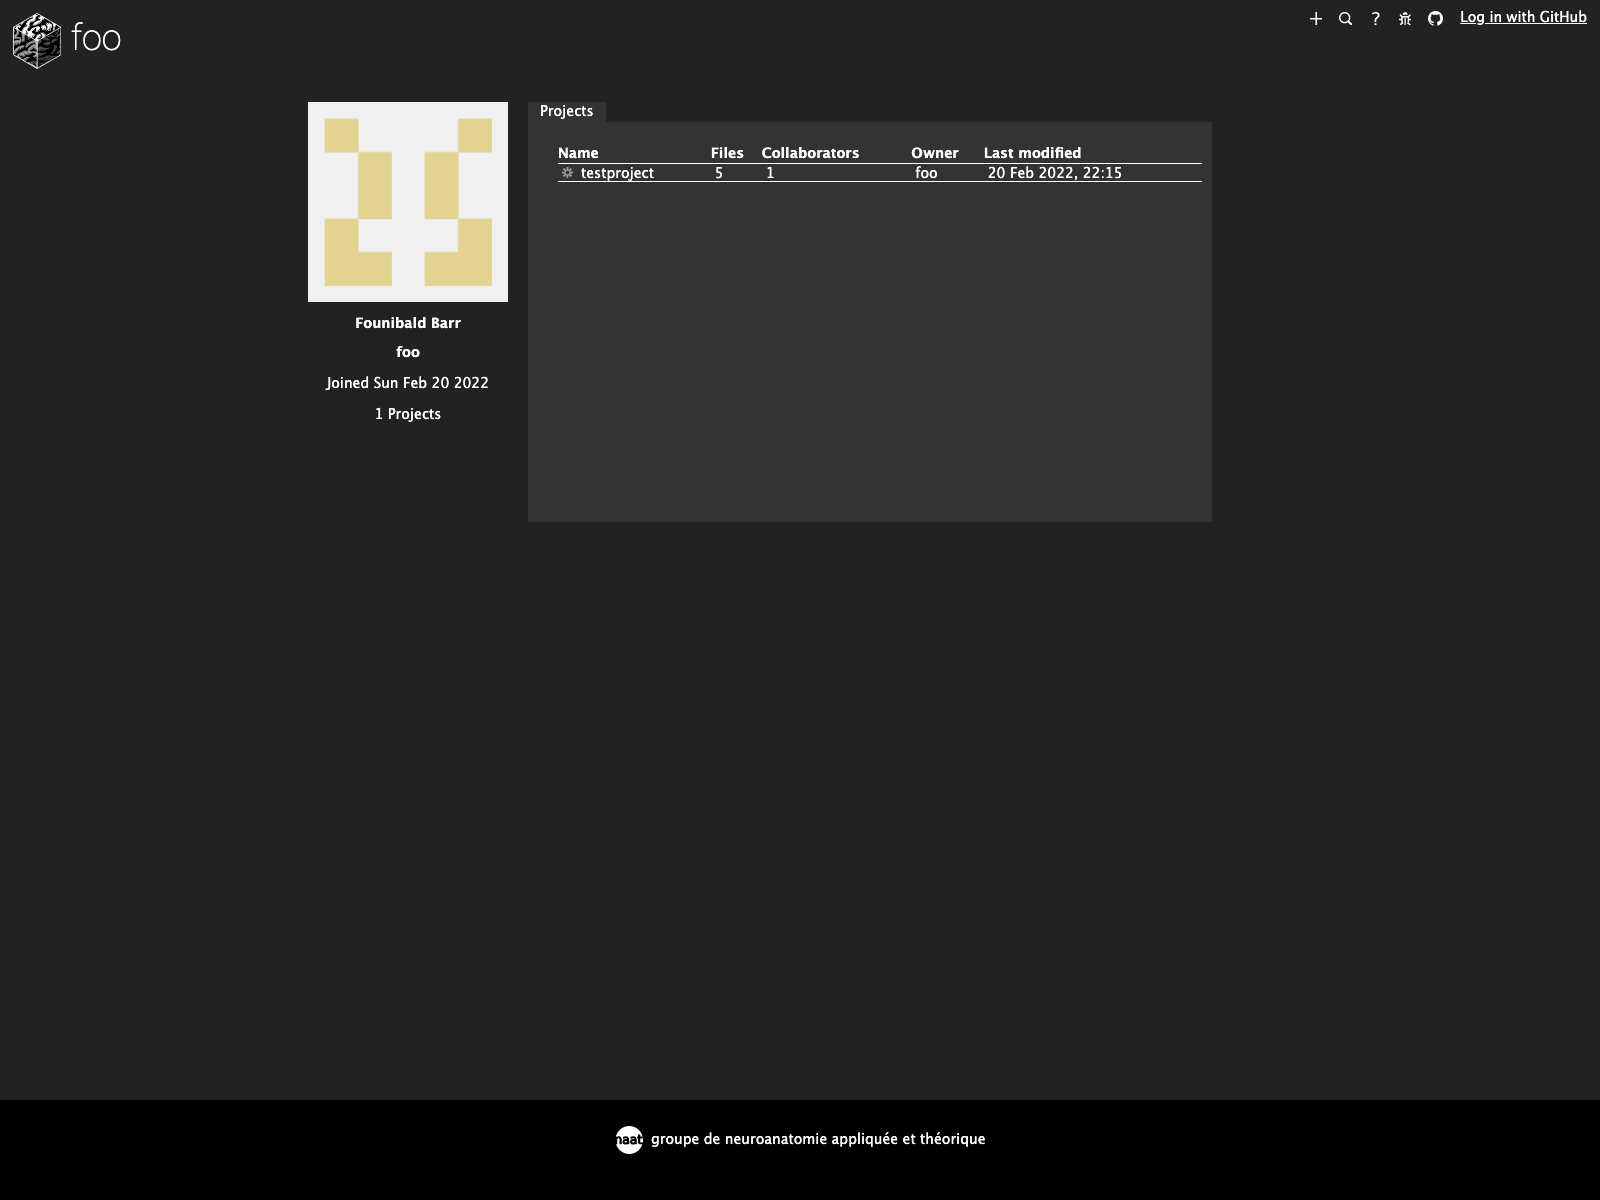 foo
+ ? Log in with GitHub
Projects
Name Files Collaborators Owner Last modified
testproject 5 1 foo 20 Feb 2022, 22:15
Founibald Barr
foo
Joined Sun Feb 20 2022
1 Projects
naat groupe de neuroanatomie appliquée et théorique